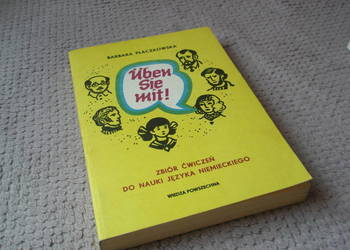 BARBARA PŁACZKOWSKA
Üben
Sie
mit!
ZBIÓR ĆWICZEŃ
DO NAUKI JĘZYKA NIEMIECKIEGO
WIEDZA POWSZECHNA